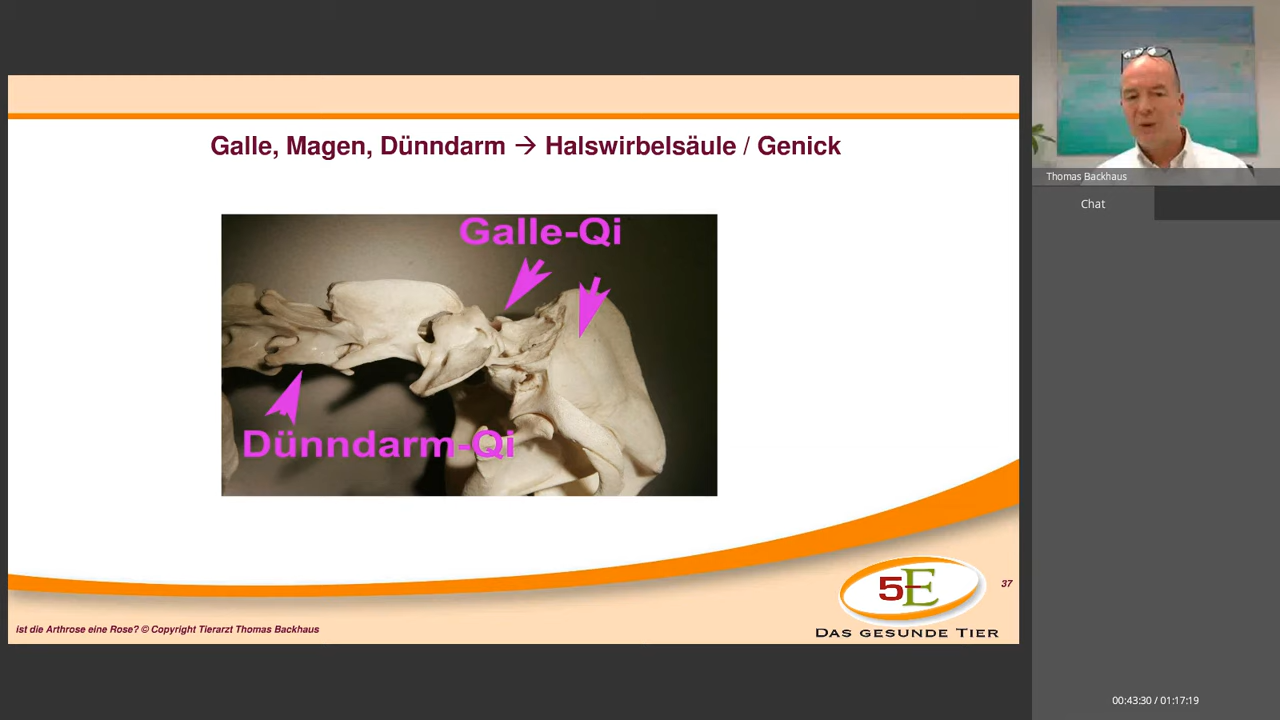 Galle, Magen, Dünndarm → Halswirbelsäule / Genick
Galle-Qi
Dünndarm-Qi
5E
DAS GESUNDE TIER
37
ist die Arthrose eine Rose? © Copyright Tierarzt Thomas Backhaus
Thomas Backhaus
Chat
00:43:30 / 01:17:19